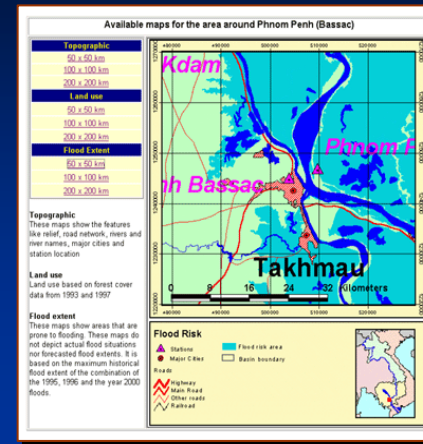 Available maps for the area around Phnom Penh (Bassac)
Topographic
50 x 50 km
100 x 100 km
200 x 200 km
Land use
50 x 50 km
100 x 100 km
200 x 200 km
Flood Extent
50 x 50 km
100 x 100 km
200 x 200 km
Topographic
These maps show the features
like relief, road network, rivers and
river names, major cities and
station location
Land use
Land use based on forest cover
data from 1993 and 1997
Flood extent
These maps show areas that are
prone to flooding. These maps do
not depict actual flood situations
nor forecasted flood extents. It is
based on the maximum historical
flood extent of the combination of
the 1995, 1996 and the year 2000
floods.
Kdam
Phnom P
nh Bassac
Takhmau
0 8 16 24 32 Kilometers
Flood Risk
Stations
Major Cities
Roads
Highway
Main Road
Other roads
Railroad
Flood risk area
Basin boundary